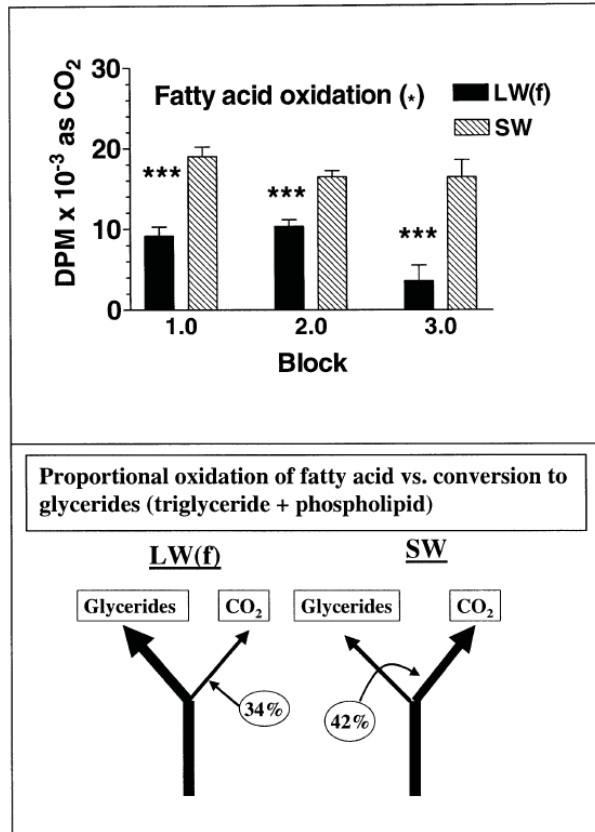 30
20
10
0
DPM x 10⁻³ as CO₂
Fatty acid oxidation (*)
LW(f)
SW
***
***
***
1.0 2.0 3.0
Block
Proportional oxidation of fatty acid vs. conversion to
glycerides (triglyceride + phospholipid)
LW(f) SW
Glycerides CO₂ Glycerides CO₂
34% 42%